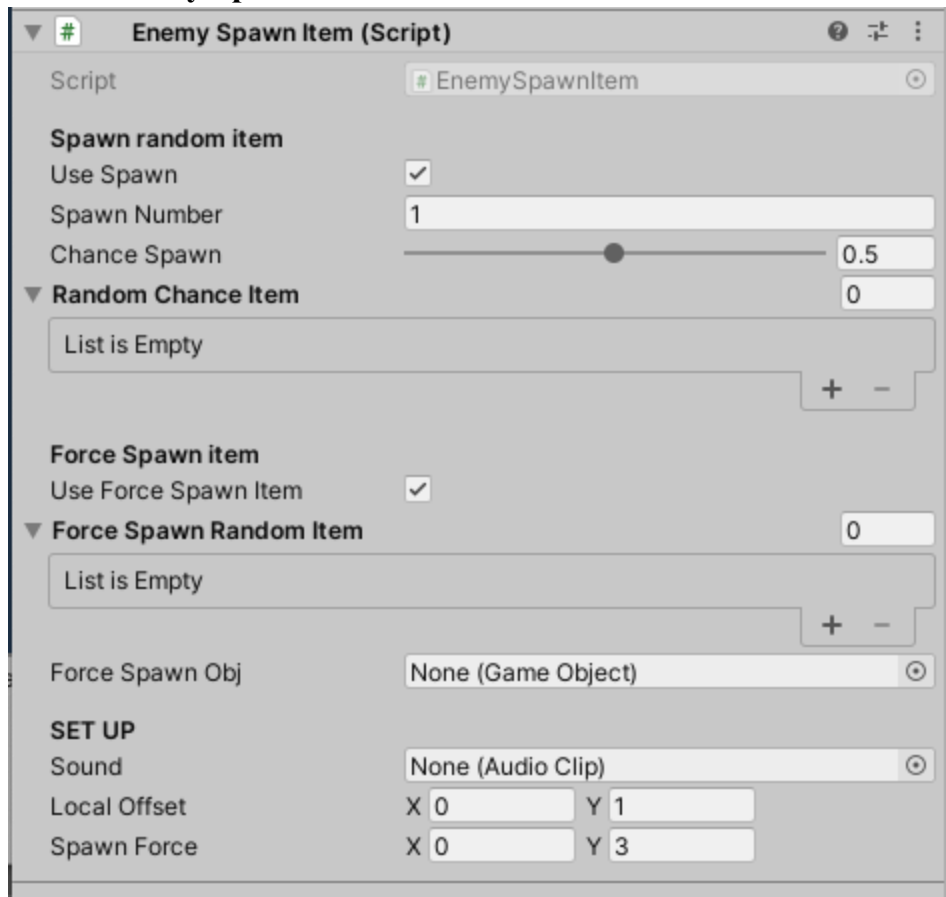 Enemy Spawn Item (Script)
Script # EnemySpawnItem
Spawn random item
Use Spawn
Spawn Number 1
Chance Spawn 0.5
Random Chance Item 0
List is Empty
+ −
Force Spawn item
Use Force Spawn Item
Force Spawn Random Item 0
List is Empty
+ −
Force Spawn Obj None (Game Object)
SET UP
Sound None (Audio Clip)
Local Offset X 0 Y 1
Spawn Force X 0 Y 3